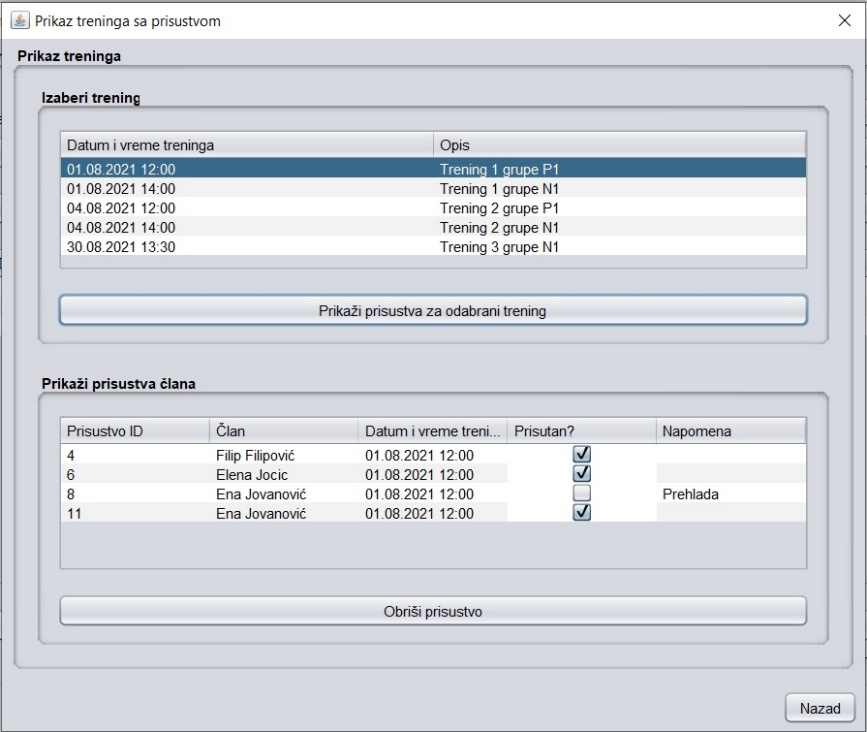 Prikaz treninga sa prisustvom
Prikaz treninga
Izaberi trening
Datum i vreme treninga Opis
01.08.2021 12:00 Trening 1 grupe P1
01.08.2021 14:00 Trening 1 grupe N1
04.08.2021 12:00 Trening 2 grupe P1
04.08.2021 14:00 Trening 2 grupe N1
30.08.2021 13:30 Trening 3 grupe N1
Prikaži prisustva za odabrani trening
Prikaži prisustva člana
Prisustvo ID Član Datum i vreme treni... Prisutan? Napomena
4 Filip Filipović 01.08.2021 12:00
6 Elena Jocic 01.08.2021 12:00
8 Ena Jovanović 01.08.2021 12:00 Prehlada
11 Ena Jovanović 01.08.2021 12:00
Obriši prisustvo
Nazad